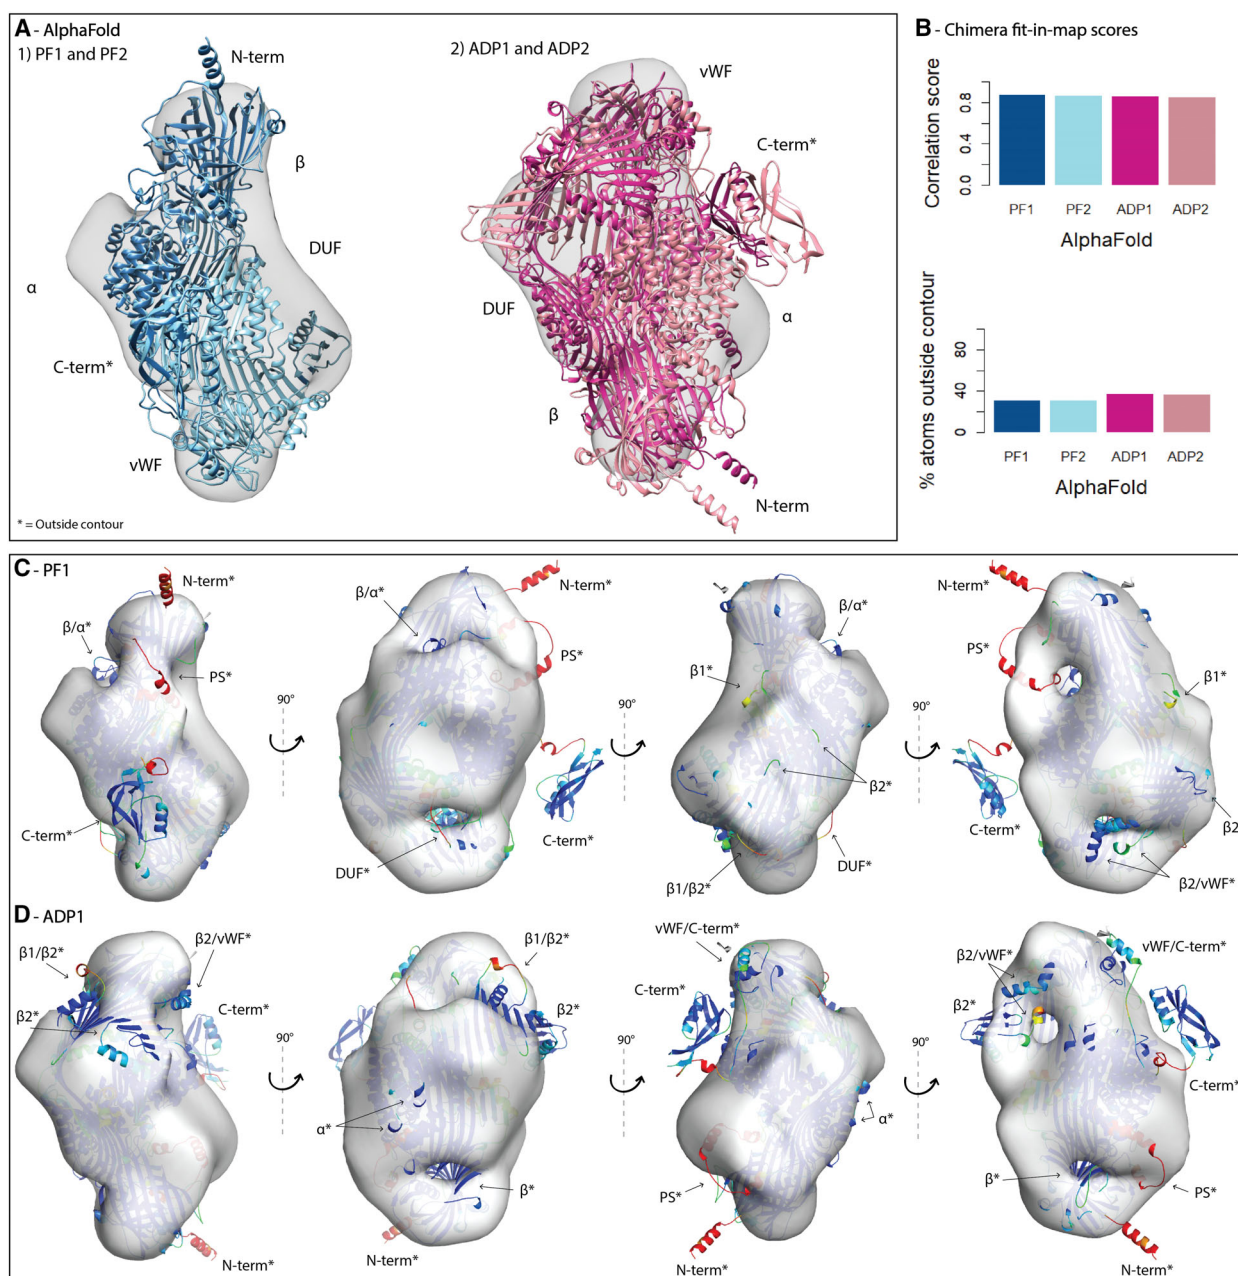 A - AlphaFold
1) PF1 and PF2
N-term
β
DUF
α
C-term*
vWF
* = Outside contour
2) ADP1 and ADP2
vWF
C-term*
DUF
α
β
N-term
B - Chimera fit-in-map scores
Correlation score
0.8
0.4
0.0
PF1 PF2 ADP1 ADP2
AlphaFold
% atoms outside contour
80
40
0
PF1 PF2 ADP1 ADP2
AlphaFold
C - PF1
N-term*
β/α*
PS*
C-term*
90°
β/α*
N-term*
PS*
C-term*
DUF*
90°
β/α*
β1*
β2*
β1/β2*
DUF*
90°
N-term*
PS*
β1*
C-term*
β2
β2/vWF*
D - ADP1
β1/β2*
β2/vWF*
β2*
C-term*
N-term*
90°
β1/β2*
β2*
α*
β*
N-term*
90°
vWF/C-term*
C-term*
α*
PS*
N-term*
90°
β2/vWF*
vWF/C-term*
β2*
C-term*
β*
PS*
N-term*